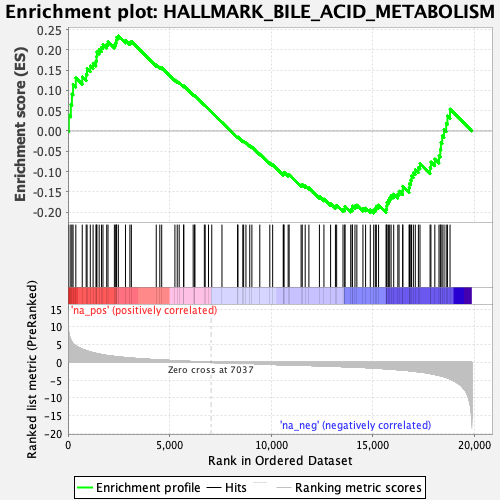 Enrichment plot: HALLMARK_BILE_ACID_METABOLISM
Enrichment score (ES)
0.25
0.20
0.15
0.10
0.05
0.00
-0.05
-0.10
-0.15
-0.20
Ranked list metric (PreRanked)
15
10
5
0
-5
-10
-15
-20
'na_pos' (positively correlated)
Zero cross at 7037
'na_neg' (negatively correlated)
0 5,000 10,000 15,000 20,000
Rank in Ordered Dataset
Enrichment profile Hits Ranking metric scores